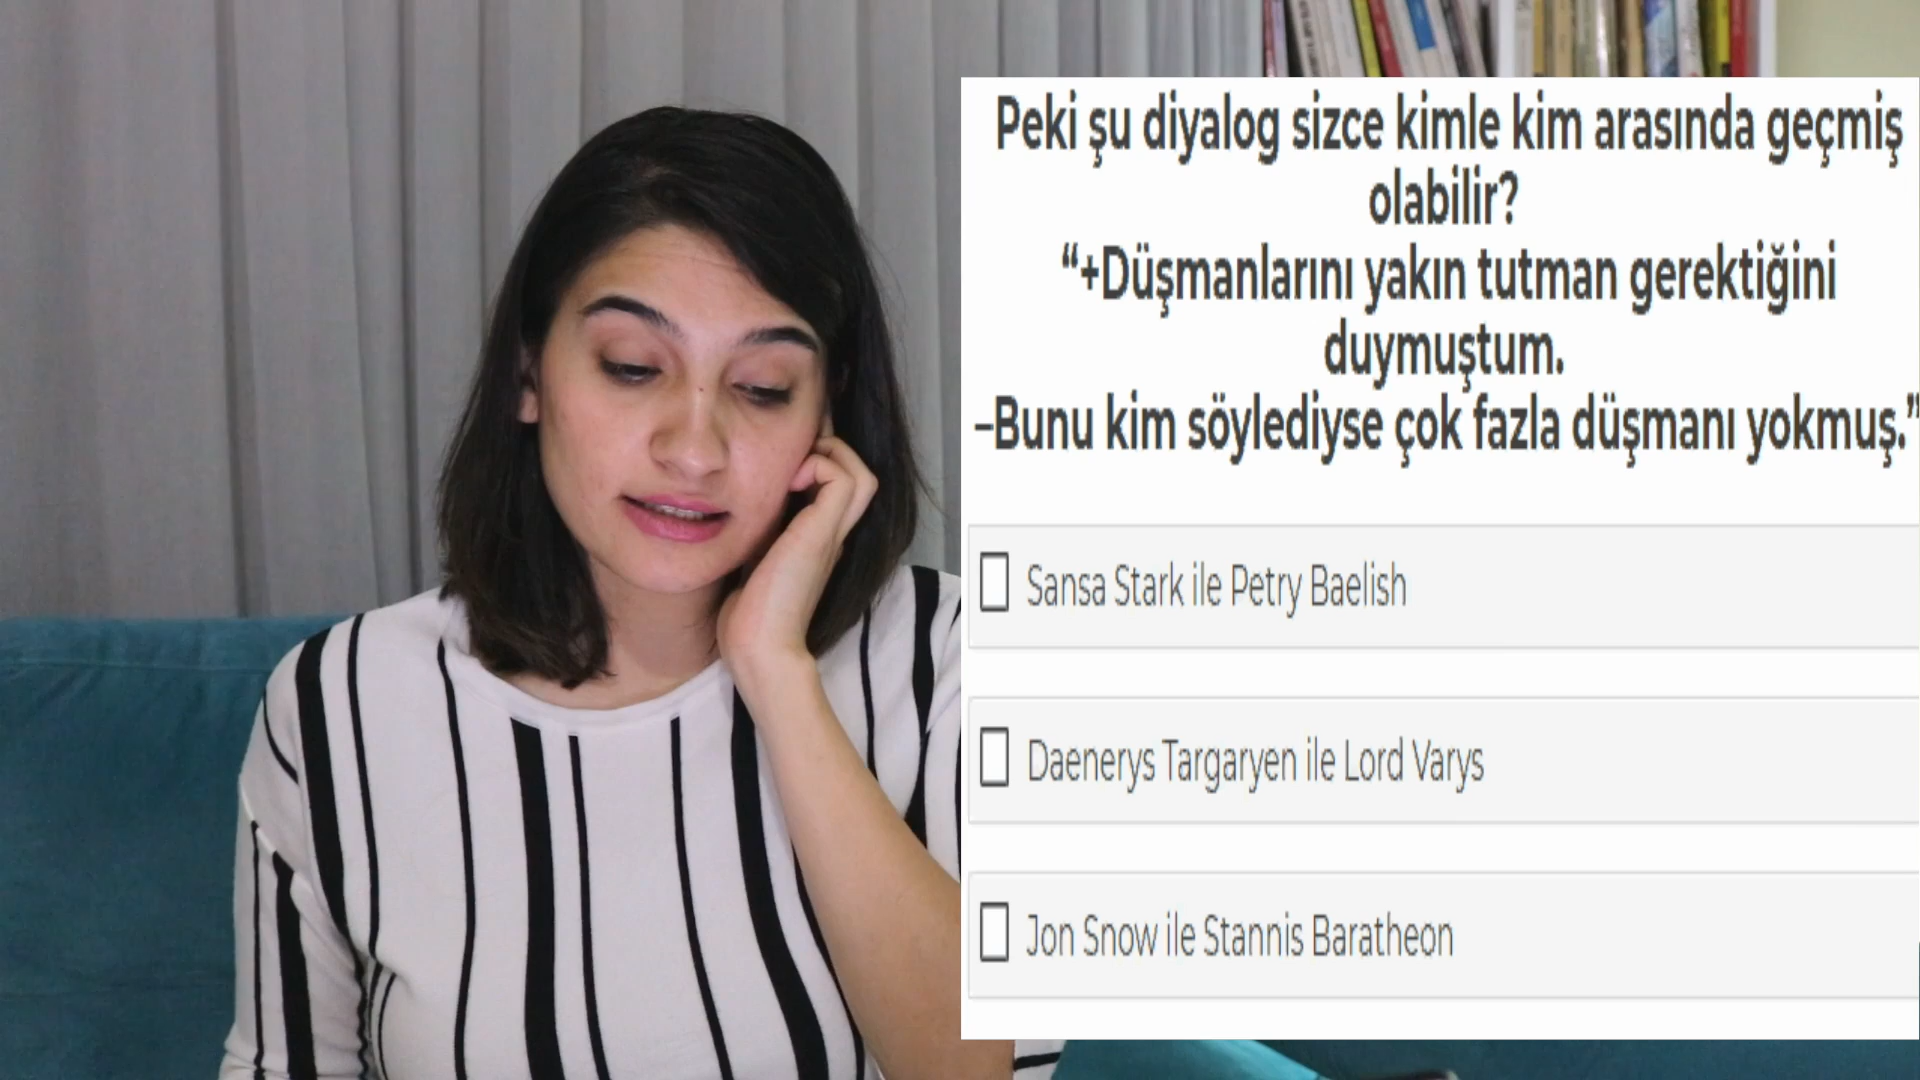 Peki şu diyalog sizce kimle kim arasında geçmiş
olabilir?
“+Düşmanlarını yakın tutman gerektiğini
duymuştum.
–Bunu kim söylediyse çok fazla düşmanı yokmuş.”
Sansa Stark ile Petry Baelish
Daenerys Targaryen ile Lord Varys
Jon Snow ile Stannis Baratheon